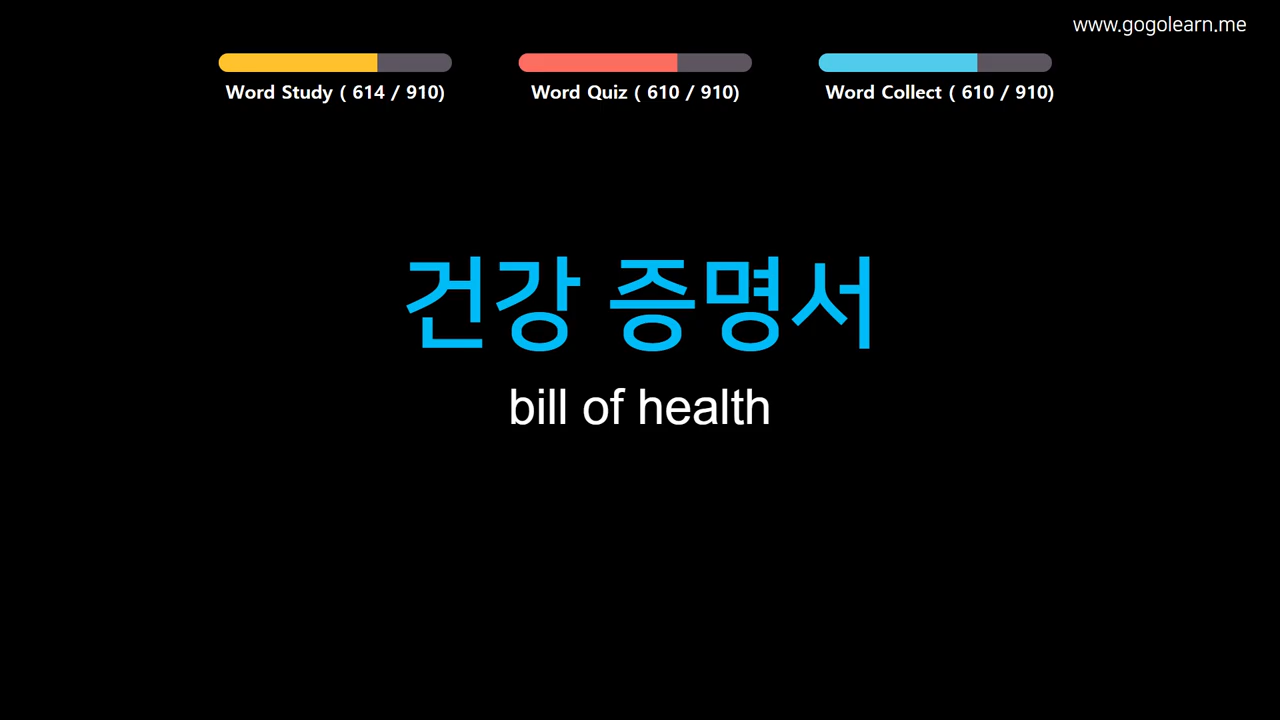 www.gogolearn.me
Word Study ( 614 / 910)
Word Quiz ( 610 / 910)
Word Collect ( 610 / 910)
건강 증명서
bill of health